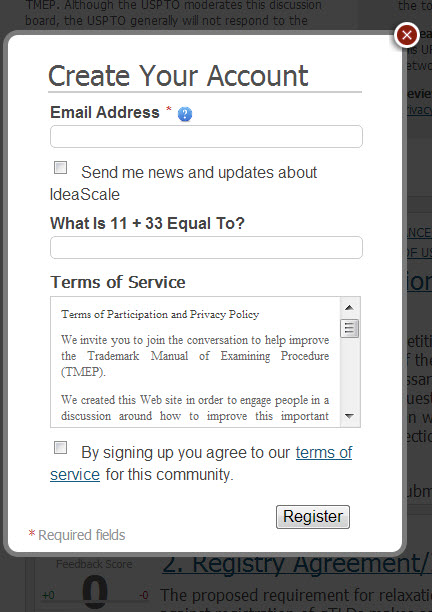 TMEP. Although the USPTO moderates this discussion
board, the USPTO generally will not respond to the
Create Your Account
Email Address *
Send me news and updates about
IdeaScale
What Is 11 + 33 Equal To?
Terms of Service
Terms of Participation and Privacy Policy
We invite you to join the conversation to help improve
the Trademark Manual of Examining Procedure
(TMEP).
We created this Web site in order to engage people in a
discussion around how to improve this important
By signing up you agree to our terms of
service for this community.
Register
* Required fields
Feedback Score
+0 0 -0
2. Registry Agreement/
The proposed requirement for relaxati